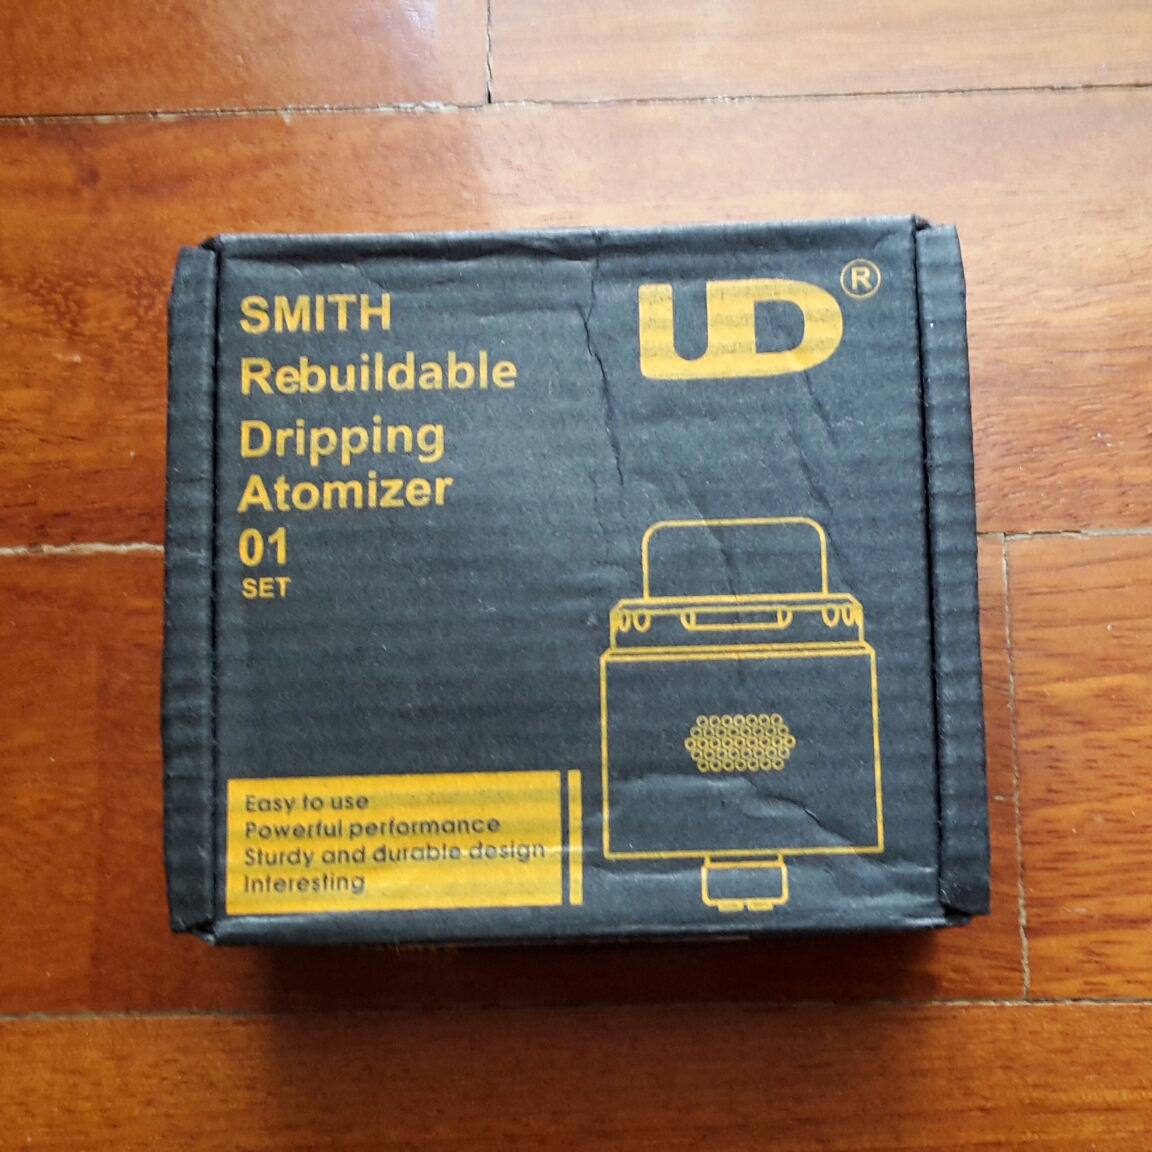 SMITH
Rebuildable
Dripping
Atomizer
01
SET
UD®
Easy to use
Powerful performance
Sturdy and durable design
Interesting